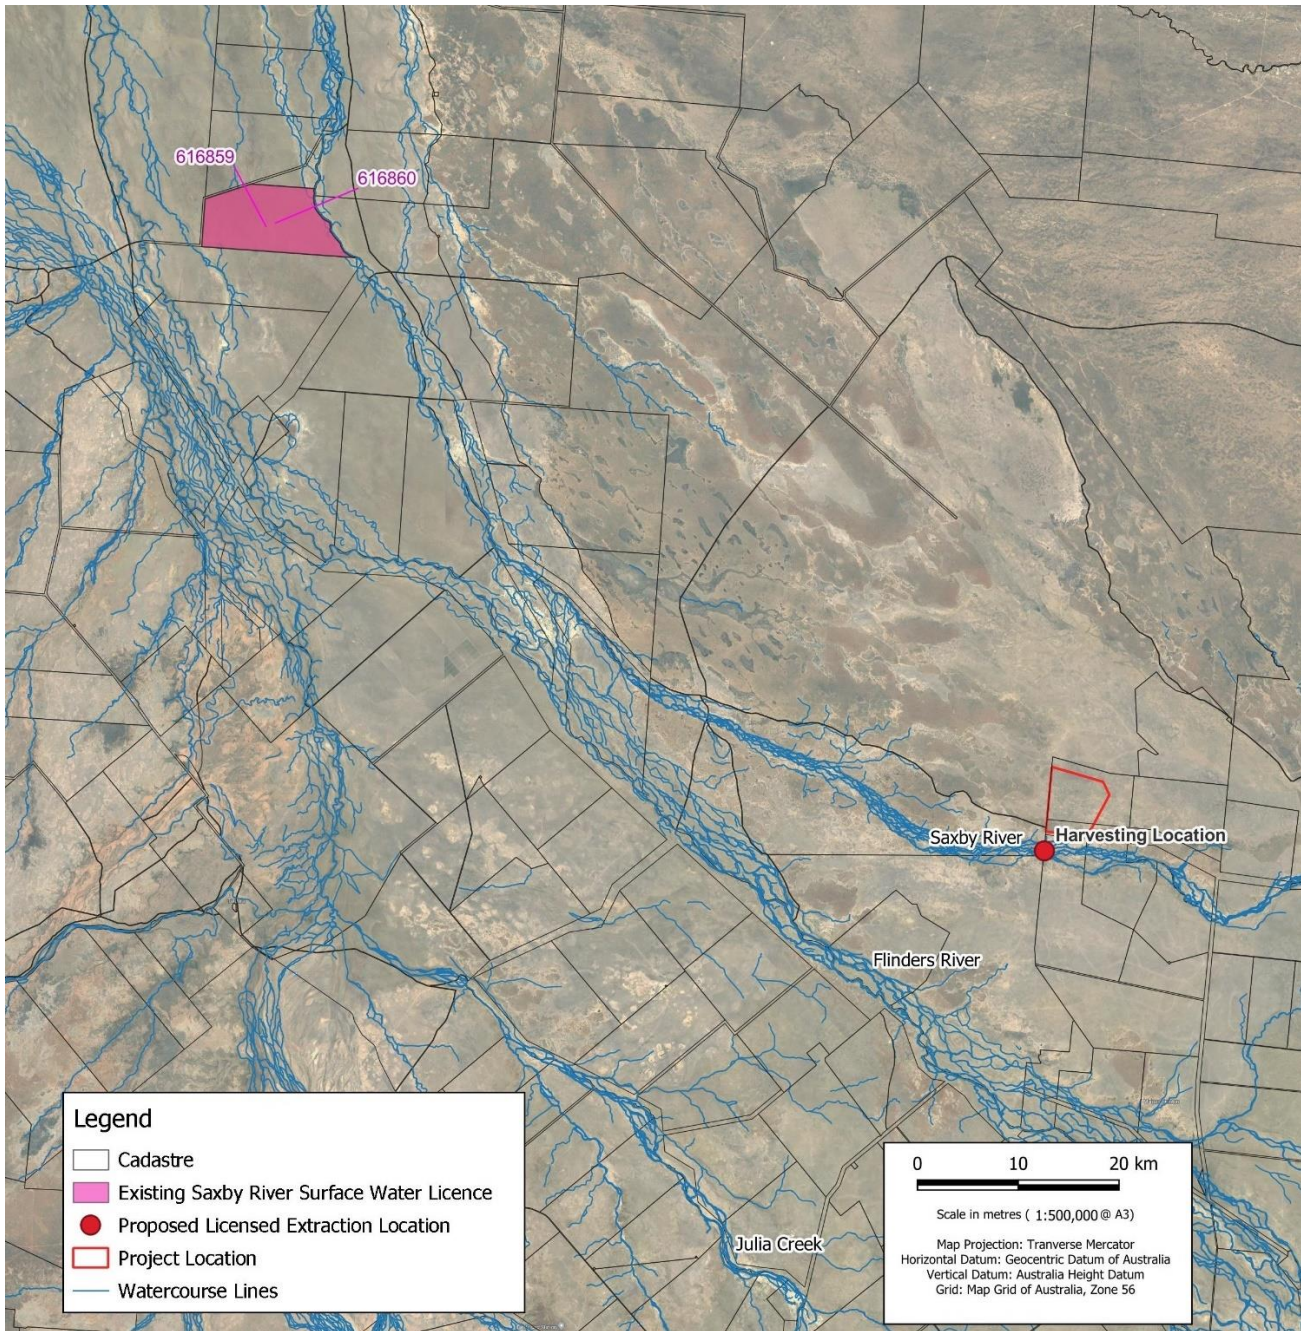 616859
616860
Saxby River
Harvesting Location
Flinders River
Julia Creek
Legend
Cadastre
Existing Saxby River Surface Water Licence
Proposed Licensed Extraction Location
Project Location
Watercourse Lines
0 10 20 km
Scale in metres ( 1:500,000 @ A3)
Map Projection: Tranverse Mercator
Horizontal Datum: Geocentric Datum of Australia
Vertical Datum: Australia Height Datum
Grid: Map Grid of Australia, Zone 56